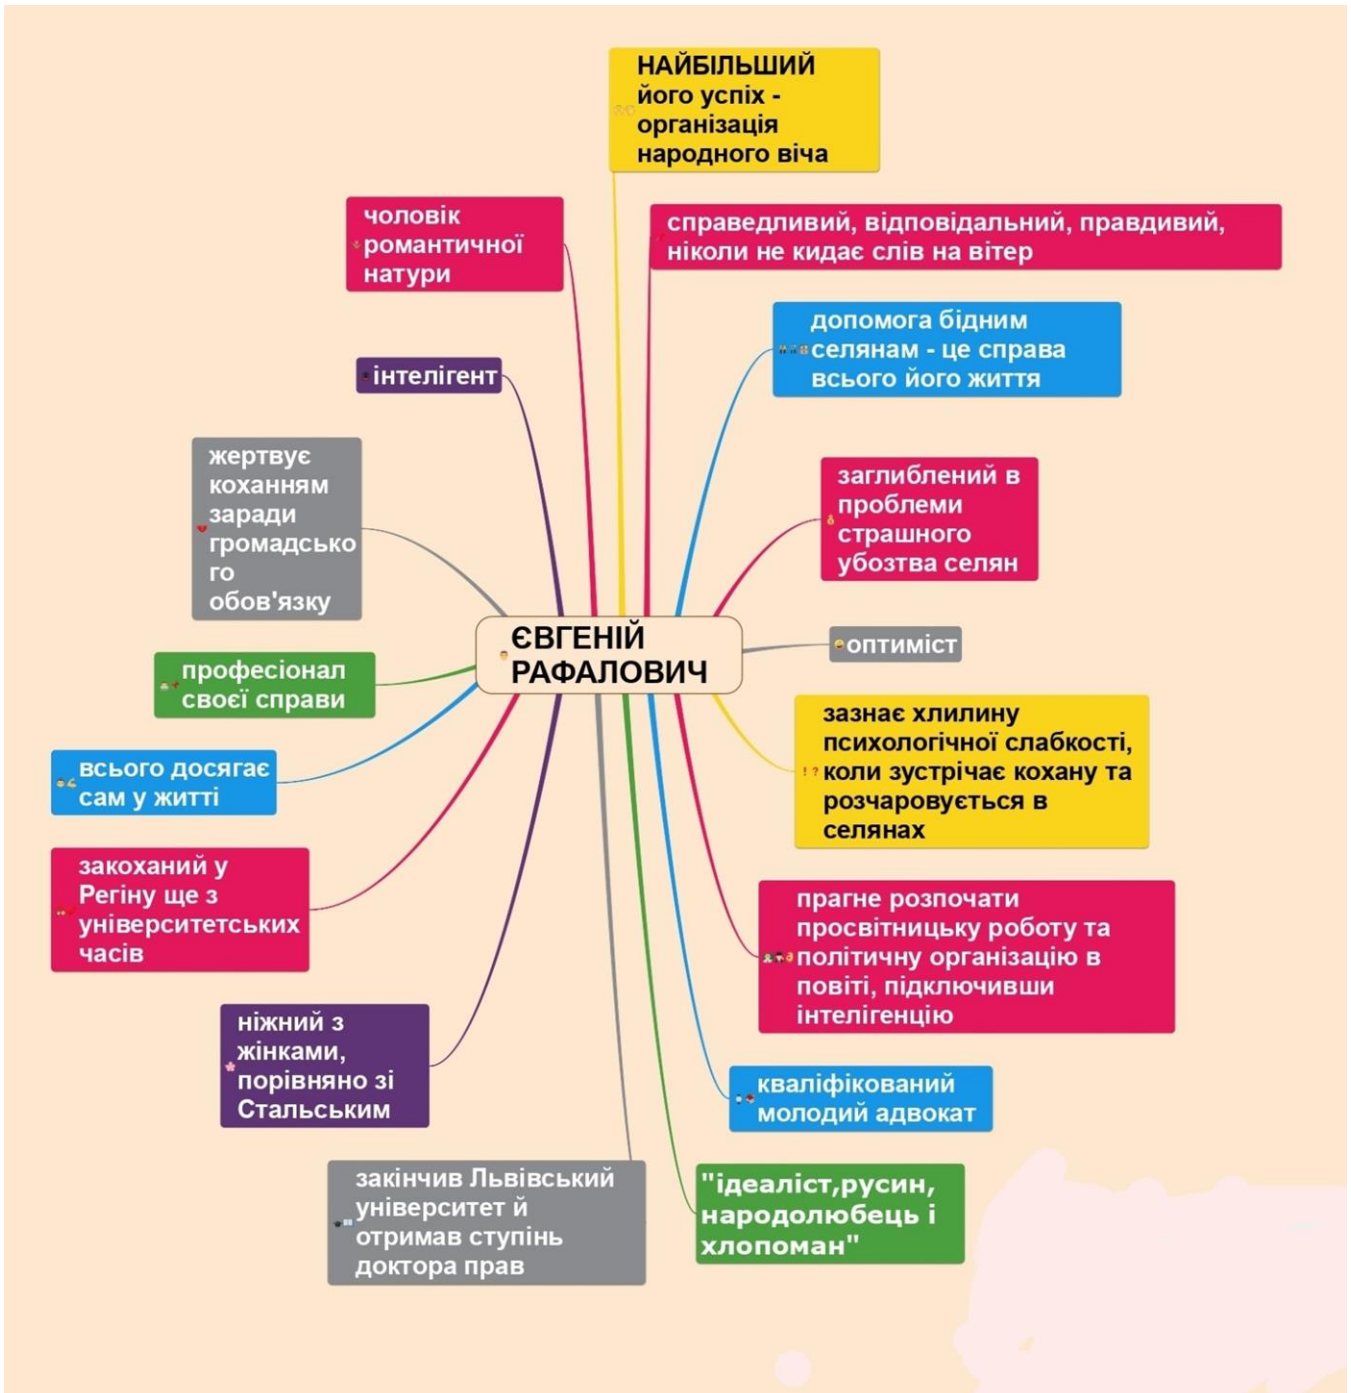 НАЙБІЛЬШИЙ
його успіх -
організація
народного віча
справедливий, відповідальний, правдивий,
ніколи не кидає слів на вітер
допомога бідним
селянам - це справа
всього його життя
заглиблений в
проблеми
страшного
убозтва селян
оптиміст
зазнає хлилину
психологічної слабкості,
коли зустрічає кохану та
розчаровується в
селянах
прагне розпочати
просвітницьку роботу та
політичну організацію в
повіті, підключивши
інтелігенцію
кваліфікований
молодий адвокат
"ідеаліст,русин,
народолюбець і
хлопоман"
ЄВГЕНІЙ
РАФАЛОВИЧ
чоловік
романтичної
натури
інтелігент
жертвує
коханням
заради
громадсько
го
обов'язку
професіонал
своєї справи
всього досягає
сам у житті
закоханий у
Регіну ще з
університетських
часів
ніжний з
жінками,
порівняно зі
Стальським
закінчив Львівський
університет й
отримав ступінь
доктора прав